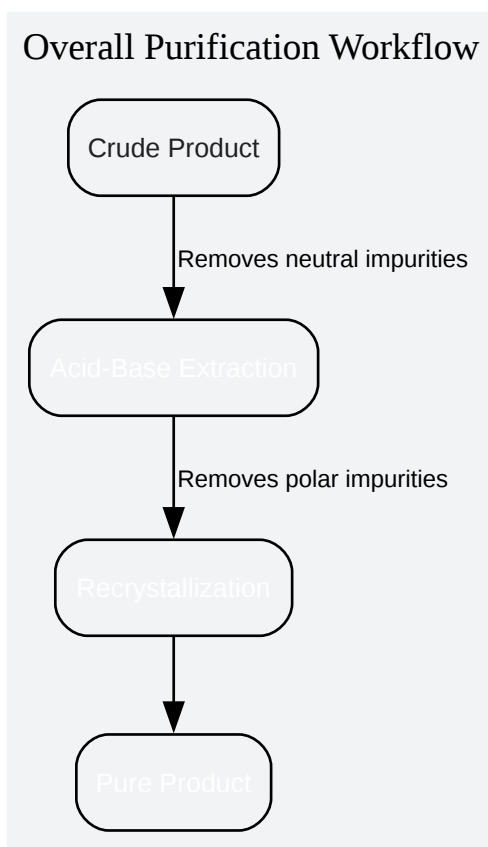 Overall Purification Workflow
Crude Product
Removes neutral impurities
Acid-Base Extraction
Removes polar impurities
Recrystallization
Pure Product